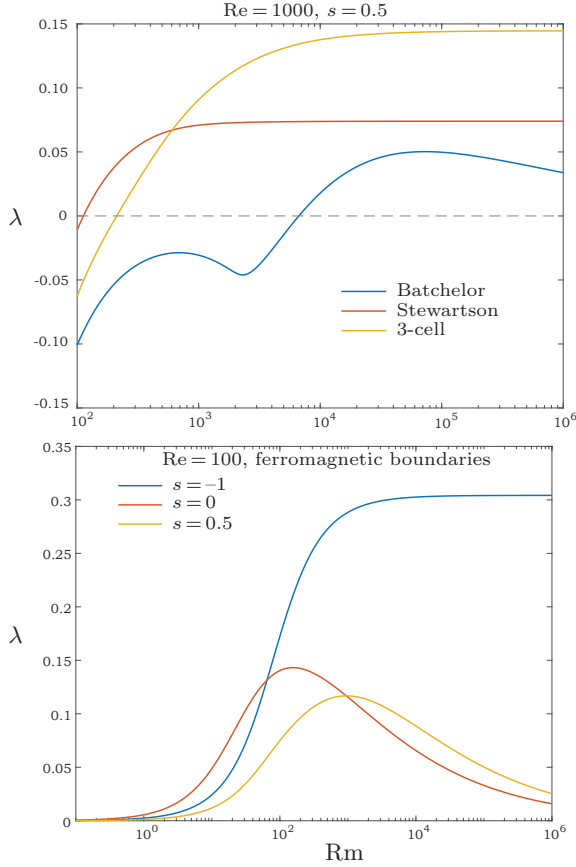 Re = 1000, s = 0.5
0.15
0.10
0.05
λ
0
-0.05
-0.10
-0.15
Batchelor
Stewartson
3-cell
10^2
10^3
10^4
10^5
10^6
Re = 100, ferromagnetic boundaries
s = –1
s = 0
s = 0.5
0.35
0.3
0.25
0.2
λ
0.15
0.1
0.05
0
10^0
10^2
10^4
10^6
Rm